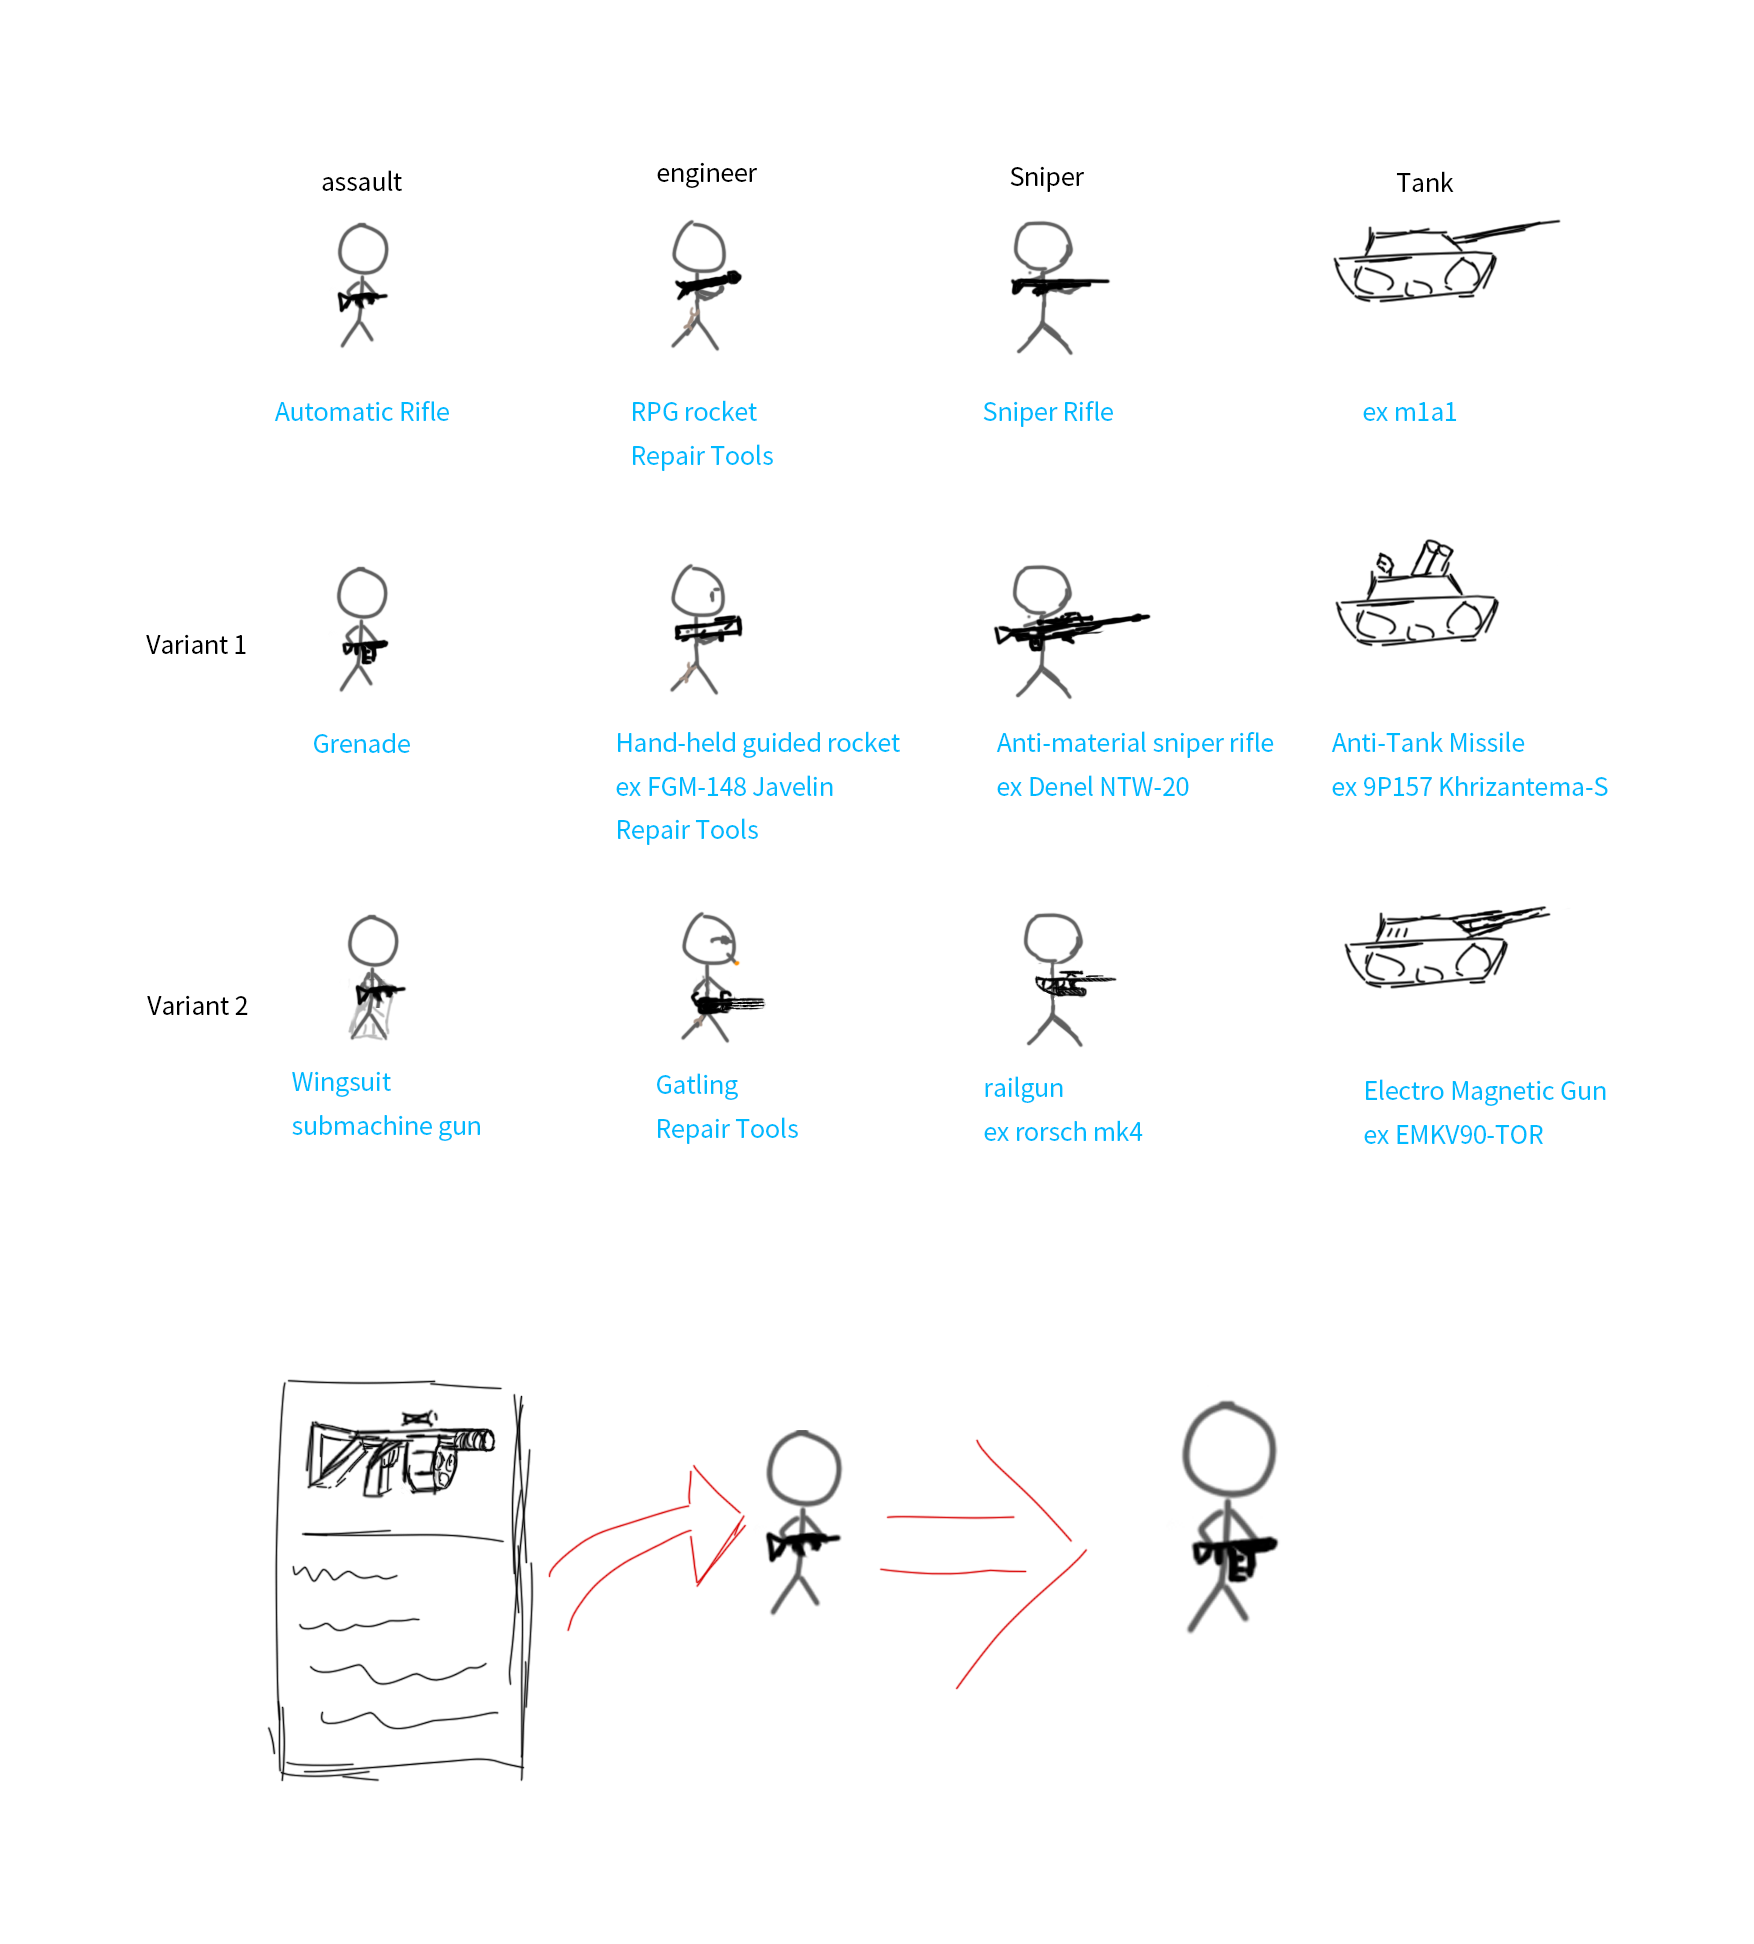 assault
engineer
Sniper
Tank
Automatic Rifle
RPG rocket
Repair Tools
Sniper Rifle
ex m1a1
Variant 1
Grenade
Hand-held guided rocket
ex FGM-148 Javelin
Repair Tools
Anti-material sniper rifle
ex Denel NTW-20
Anti-Tank Missile
ex 9P157 Khrizantema-S
Variant 2
Wingsuit
submachine gun
Gatling
Repair Tools
railgun
ex rorsch mk4
Electro Magnetic Gun
ex EMKV90-TOR